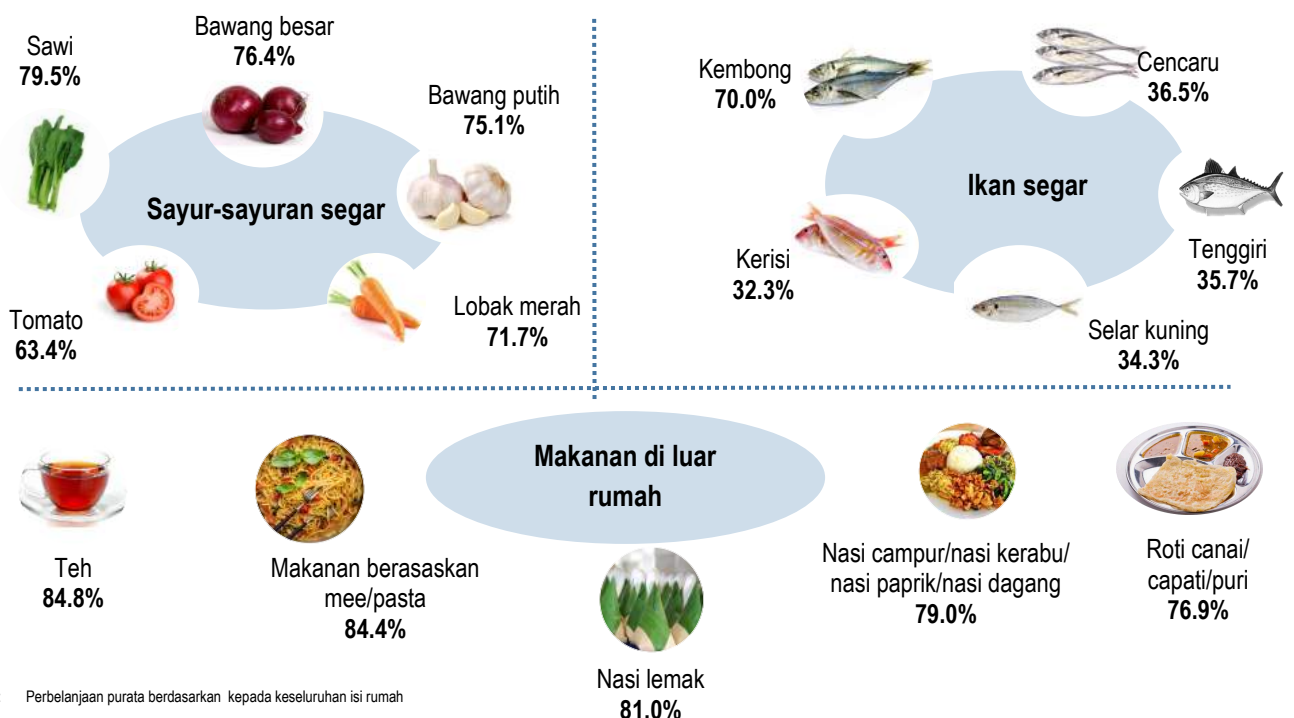 Sawi
79.5%
Bawang besar
76.4%
Bawang putih
75.1%
Sayur-sayuran segar
Tomato
63.4%
Lobak merah
71.7%
Kembong
70.0%
Cencaru
36.5%
Ikan segar
Kerisi
32.3%
Tenggiri
35.7%
Selar kuning
34.3%
Makanan di luar
rumah
Teh
84.8%
Makanan berasaskan
mee/pasta
84.4%
Nasi lemak
81.0%
Nasi campur/nasi kerabu/
nasi paprik/nasi dagang
79.0%
Roti canai/
capati/puri
76.9%
Perbelanjaan purata berdasarkan kepada keseluruhan isi rumah